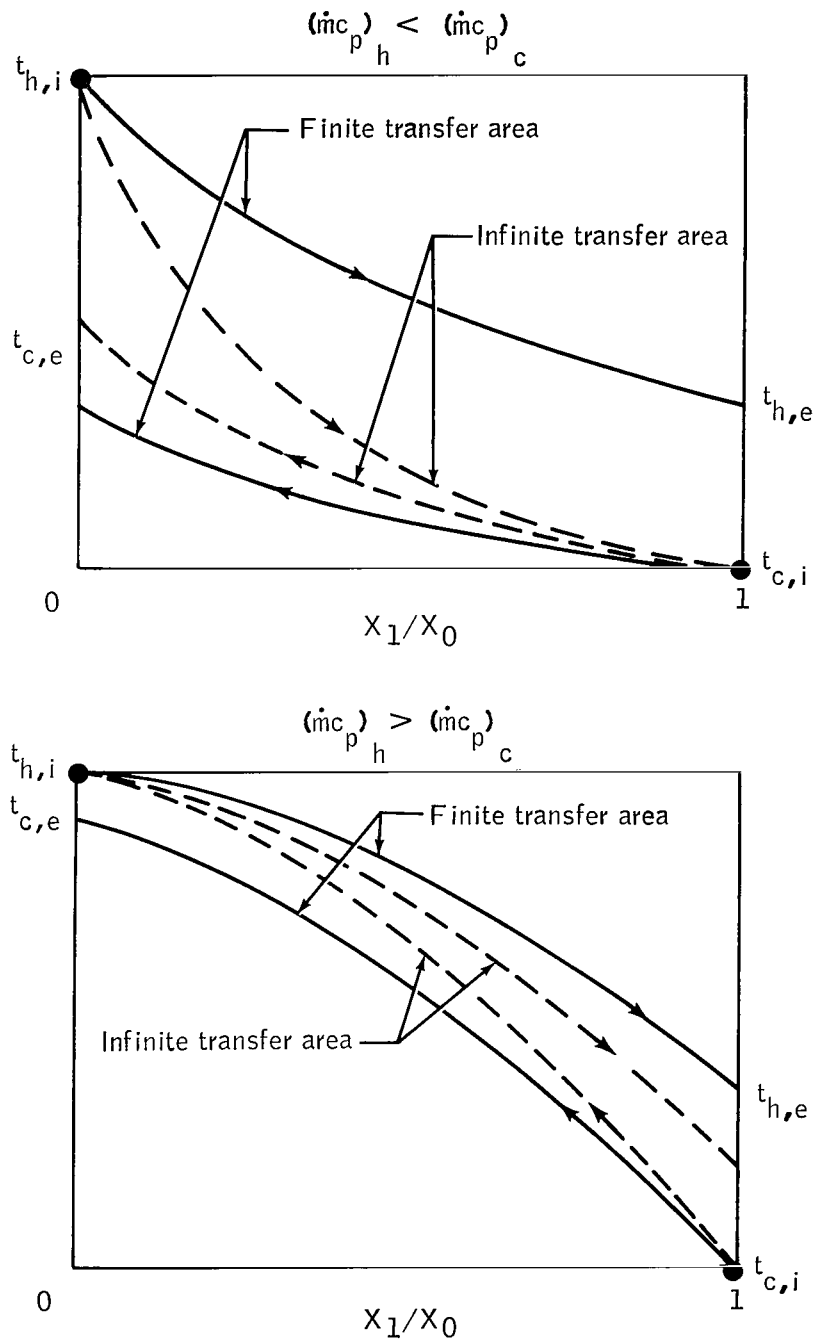 (ṁc_p)_h < (ṁc_p)_c
t_h,i
Finite transfer area
Infinite transfer area
t_c,e
t_h,e
t_c,i
0
1
X_1/X_0
(ṁc_p)_h > (ṁc_p)_c
t_h,i
t_c,e
Finite transfer area
Infinite transfer area
t_h,e
t_c,i
0
1
X_1/X_0